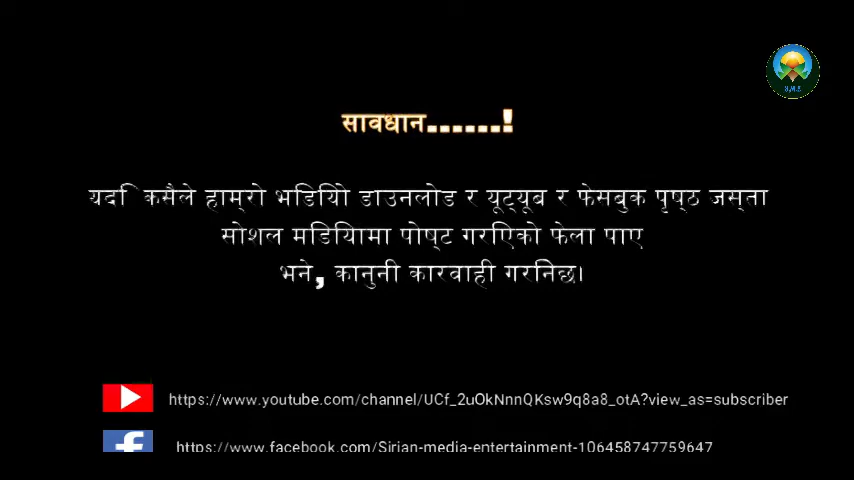 सावधान......!
S.M.E
यदि कसैले हाम्रो भिडियो डाउनलोड र यूट्यूब र फेसबुक पृष्ठ जस्ता
सोशल मिडियामा पोष्ट गरिएको फेला पाए
भने, कानुनी कारवाही गरिनेछ।
https://www.youtube.com/channel/UCf_2uOkNnnQKsw9q8a8_otA?view_as=subscriber
https://www.facebook.com/Sirian-media-entertainment-106458747759647